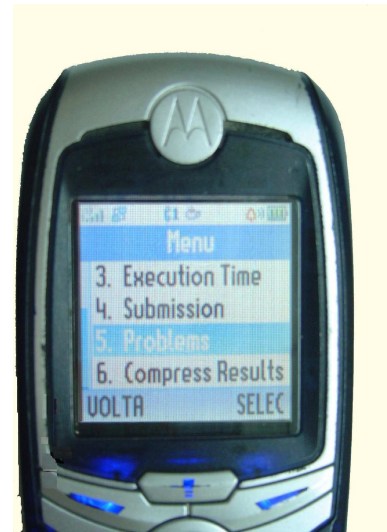 Menu
3. Execution Time
4. Submission
5. Problems
6. Compress Results
VOLTA SELEC